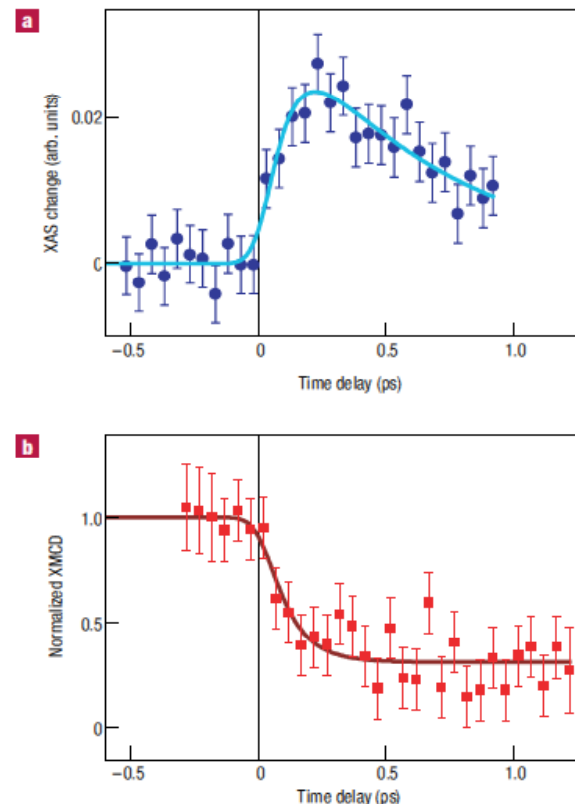 a
XAS change (arb. units)
0.02
0
−0.5 0 0.5 1.0
Time delay (ps)
b
Normalized XMCD
1.0
0.5
0
−0.5 0 0.5 1.0
Time delay (ps)